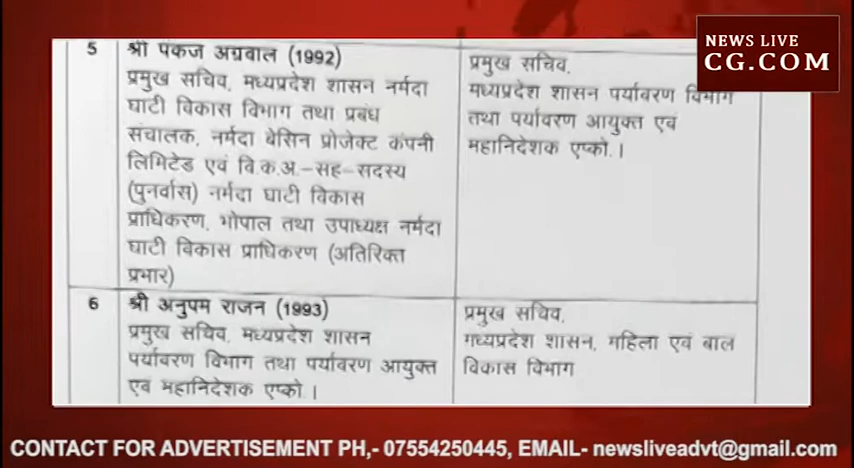 NEWS LIVE
CG.COM
5
श्री पंकज अग्रवाल (1992)
प्रमुख सचिव, मध्यप्रदेश शासन नर्मदा
घाटी विकास विभाग तथा प्रबंध
संचालक, नर्मदा बेसिन प्रोजेक्ट कंपनी
लिमिटेड एवं वि.क.अ.-सह-सदस्य
(पुनर्वास) नर्मदा घाटी विकास
प्राधिकरण, भोपाल तथा उपाध्यक्ष नर्मदा
घाटी विकास प्राधिकरण (अतिरिक्त
प्रभार)
प्रमुख सचिव,
मध्यप्रदेश शासन पर्यावरण विभाग
तथा पर्यावरण आयुक्त एवं
महानिदेशक एप्को.।
6
श्री अनुपम राजन (1993)
प्रमुख सचिव, मध्यप्रदेश शासन
पर्यावरण विभाग तथा पर्यावरण आयुक्त
एवं महानिदेशक एप्को.।
प्रमुख सचिव,
मध्यप्रदेश शासन, महिला एवं बाल
विकास विभाग
CONTACT FOR ADVERTISEMENT PH,- 07554250445, EMAIL- newsliveadvt@gmail.com